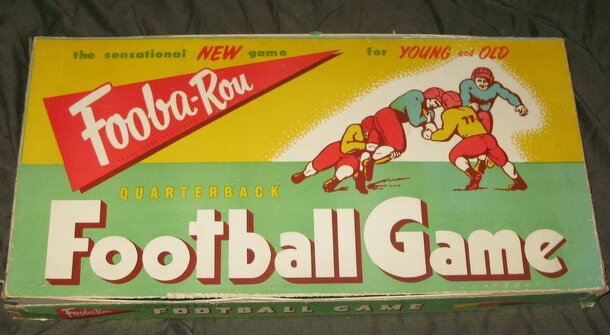 the sensational NEW game for YOUNG and OLD
Fooba-Rou
QUARTERBACK
Football Game
77
Fooba-Rou FOOTBALL GAME